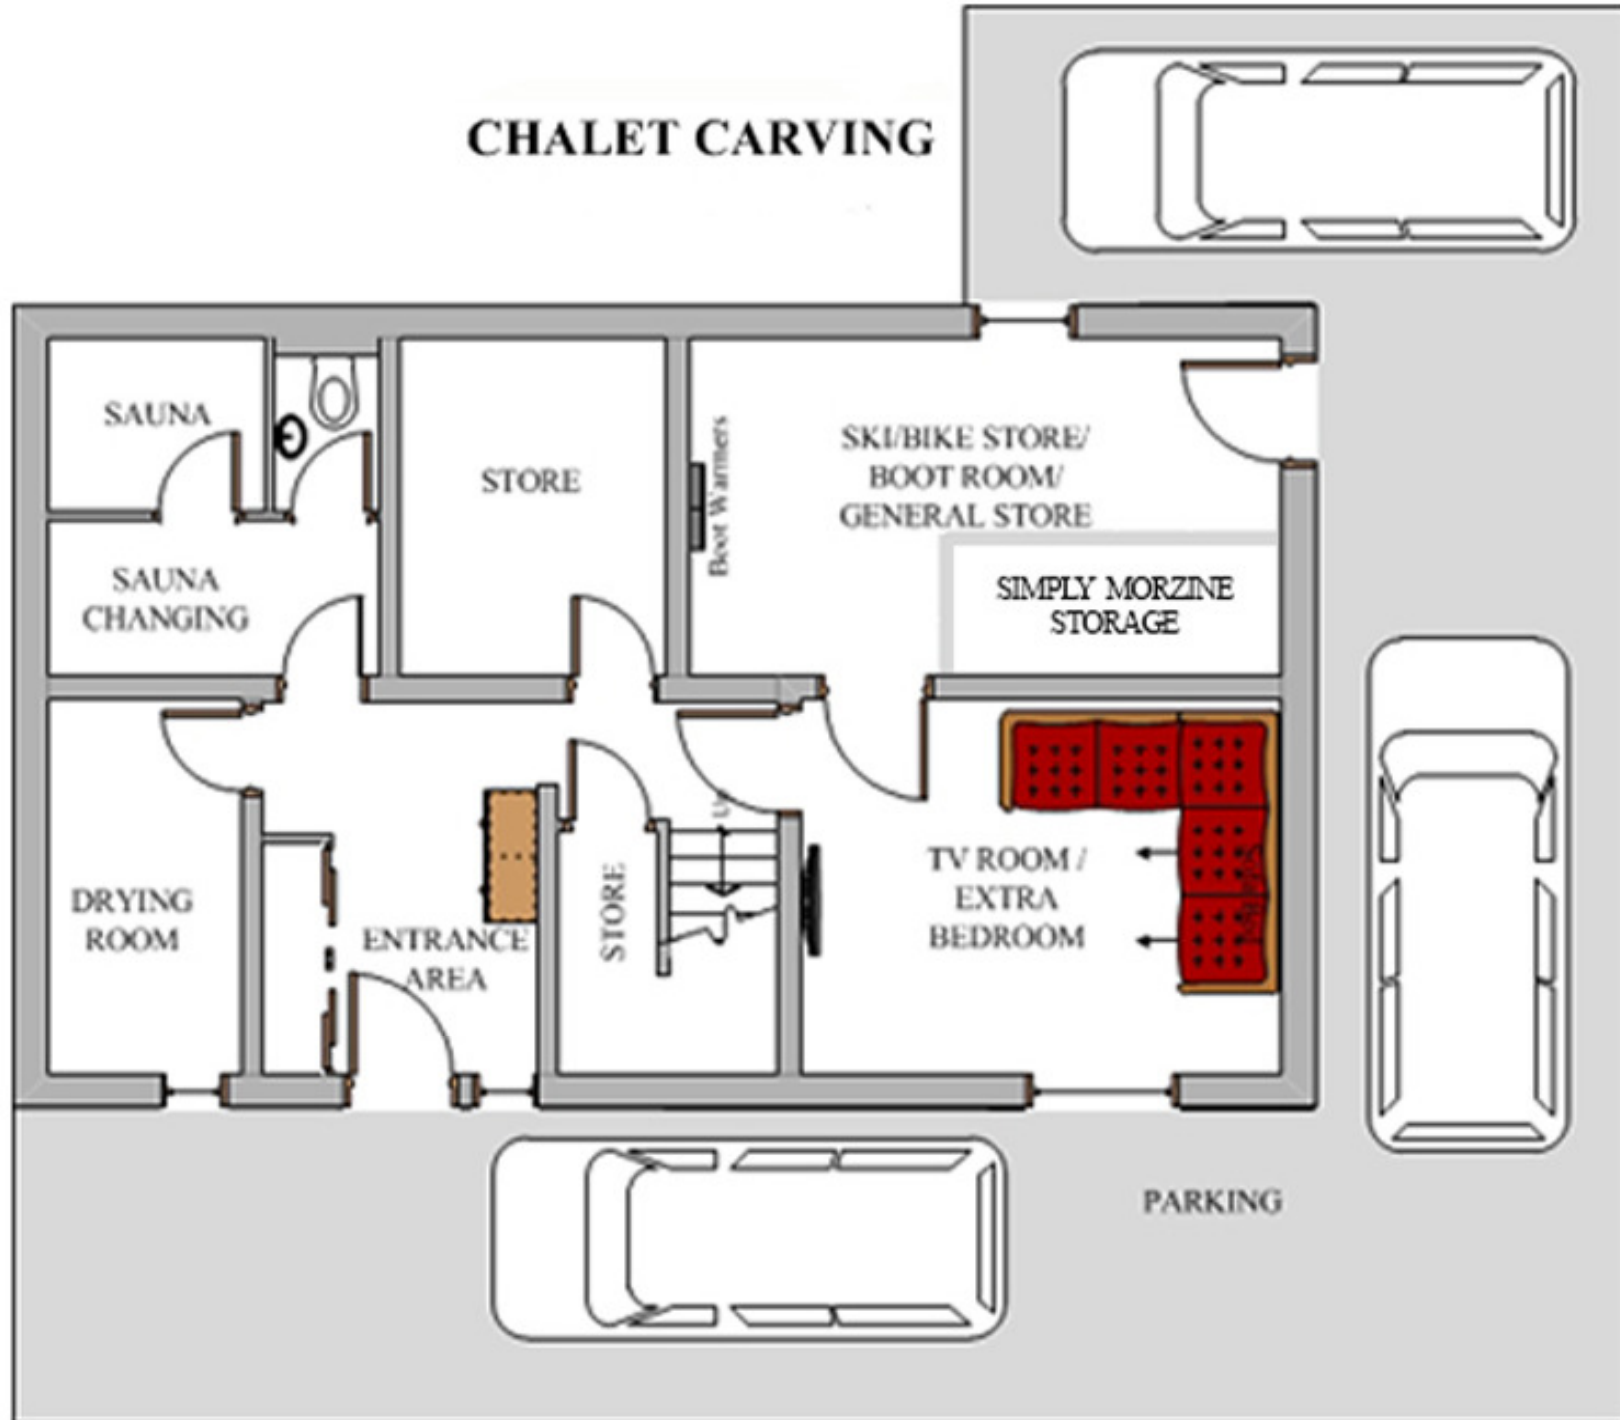 CHALET CARVING
SAUNA
STORE
Boot Warmers
SKI/BIKE STORE/
BOOT ROOM/
GENERAL STORE
SIMPLY MORZINE
STORAGE
SAUNA
CHANGING
DRYING
ROOM
ENTRANCE
AREA
STORE
TV ROOM /
EXTRA
BEDROOM
PARKING